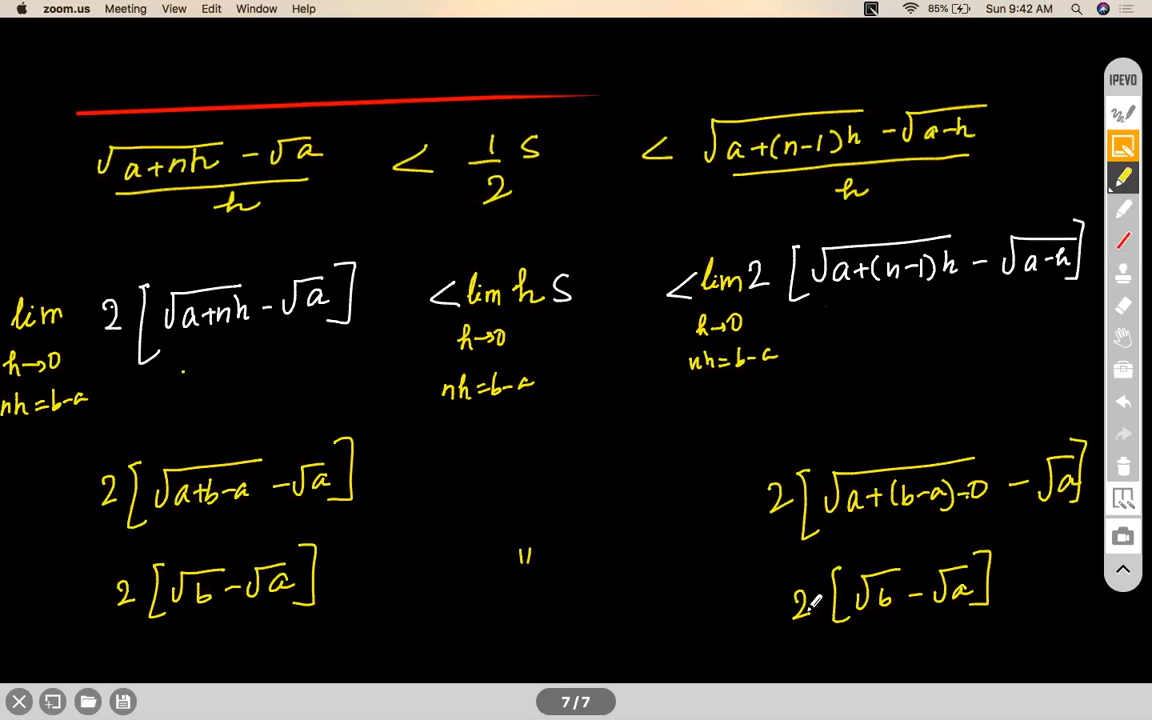 zoom.us Meeting View Edit Window Help 85% Sun 9:42 AM
IPEVO
√(a+nh) - √a / h < 1/2 S < √(a+(n-1)h) - √(a-h) / h
lim h→0 nh=b-a 2[√(a+nh) - √a] < lim h→0 nh=b-a h S < lim h→0 nh=b-a 2[√(a+(n-1)h) - √(a-h)]
2[√(a+b-a) - √a] 2[√(a+(b-a)-0) - √a]
2[√b - √a] " 2[√b - √a]
7/7